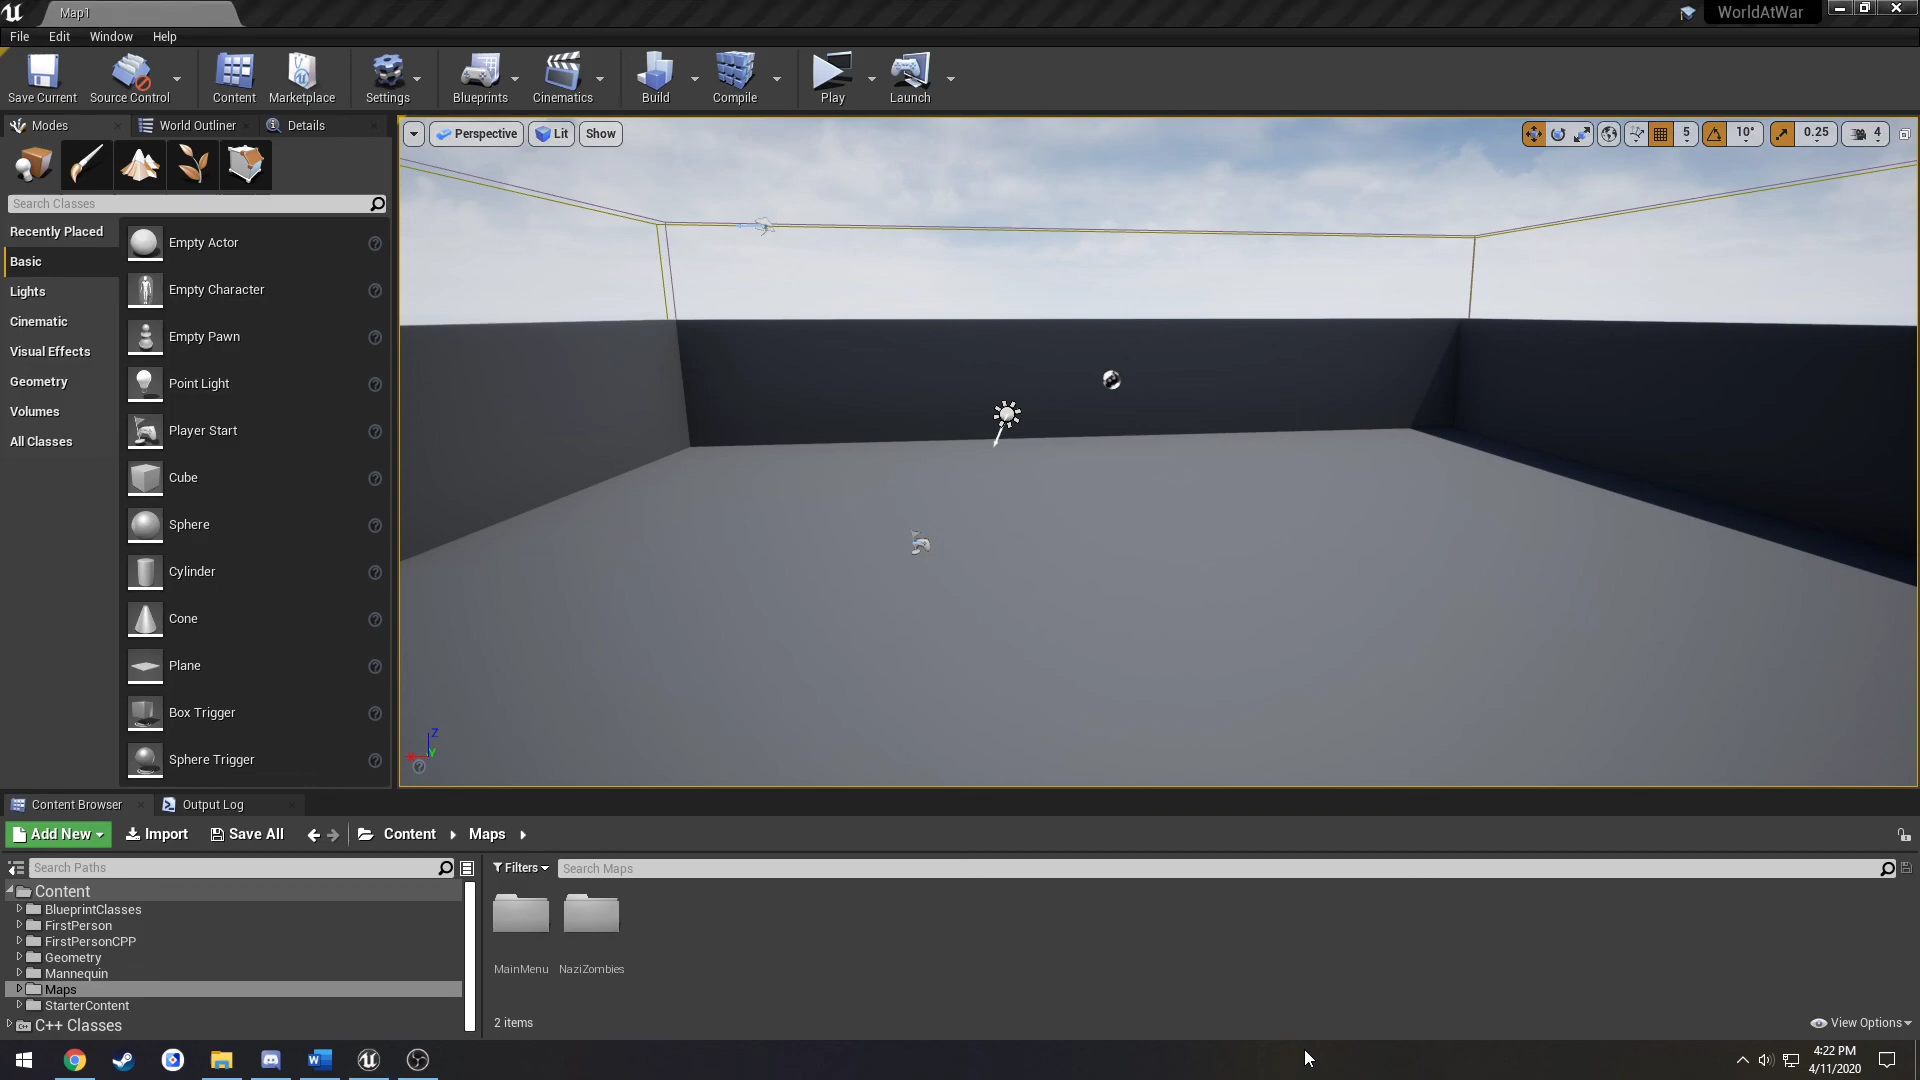 Map1
WorldAtWar
File Edit Window Help
Save Current Source Control Content Marketplace Settings Blueprints Cinematics Build Compile Play Launch
Modes World Outliner Details
Perspective Lit Show
5 10° 0.25 4
Search Classes
Recently Placed
Basic
Lights
Cinematic
Visual Effects
Geometry
Volumes
All Classes
Empty Actor
Empty Character
Empty Pawn
Point Light
Player Start
Cube
Sphere
Cylinder
Cone
Plane
Box Trigger
Sphere Trigger
Z
Y
X
Content Browser Output Log
Add New Import Save All Content Maps
Search Paths
Filters Search Maps
Content
BlueprintClasses
FirstPerson
FirstPersonCPP
Geometry
Mannequin
Maps
StarterContent
C++ Classes
MainMenu NaziZombies
2 items
View Options
4:22 PM
4/11/2020